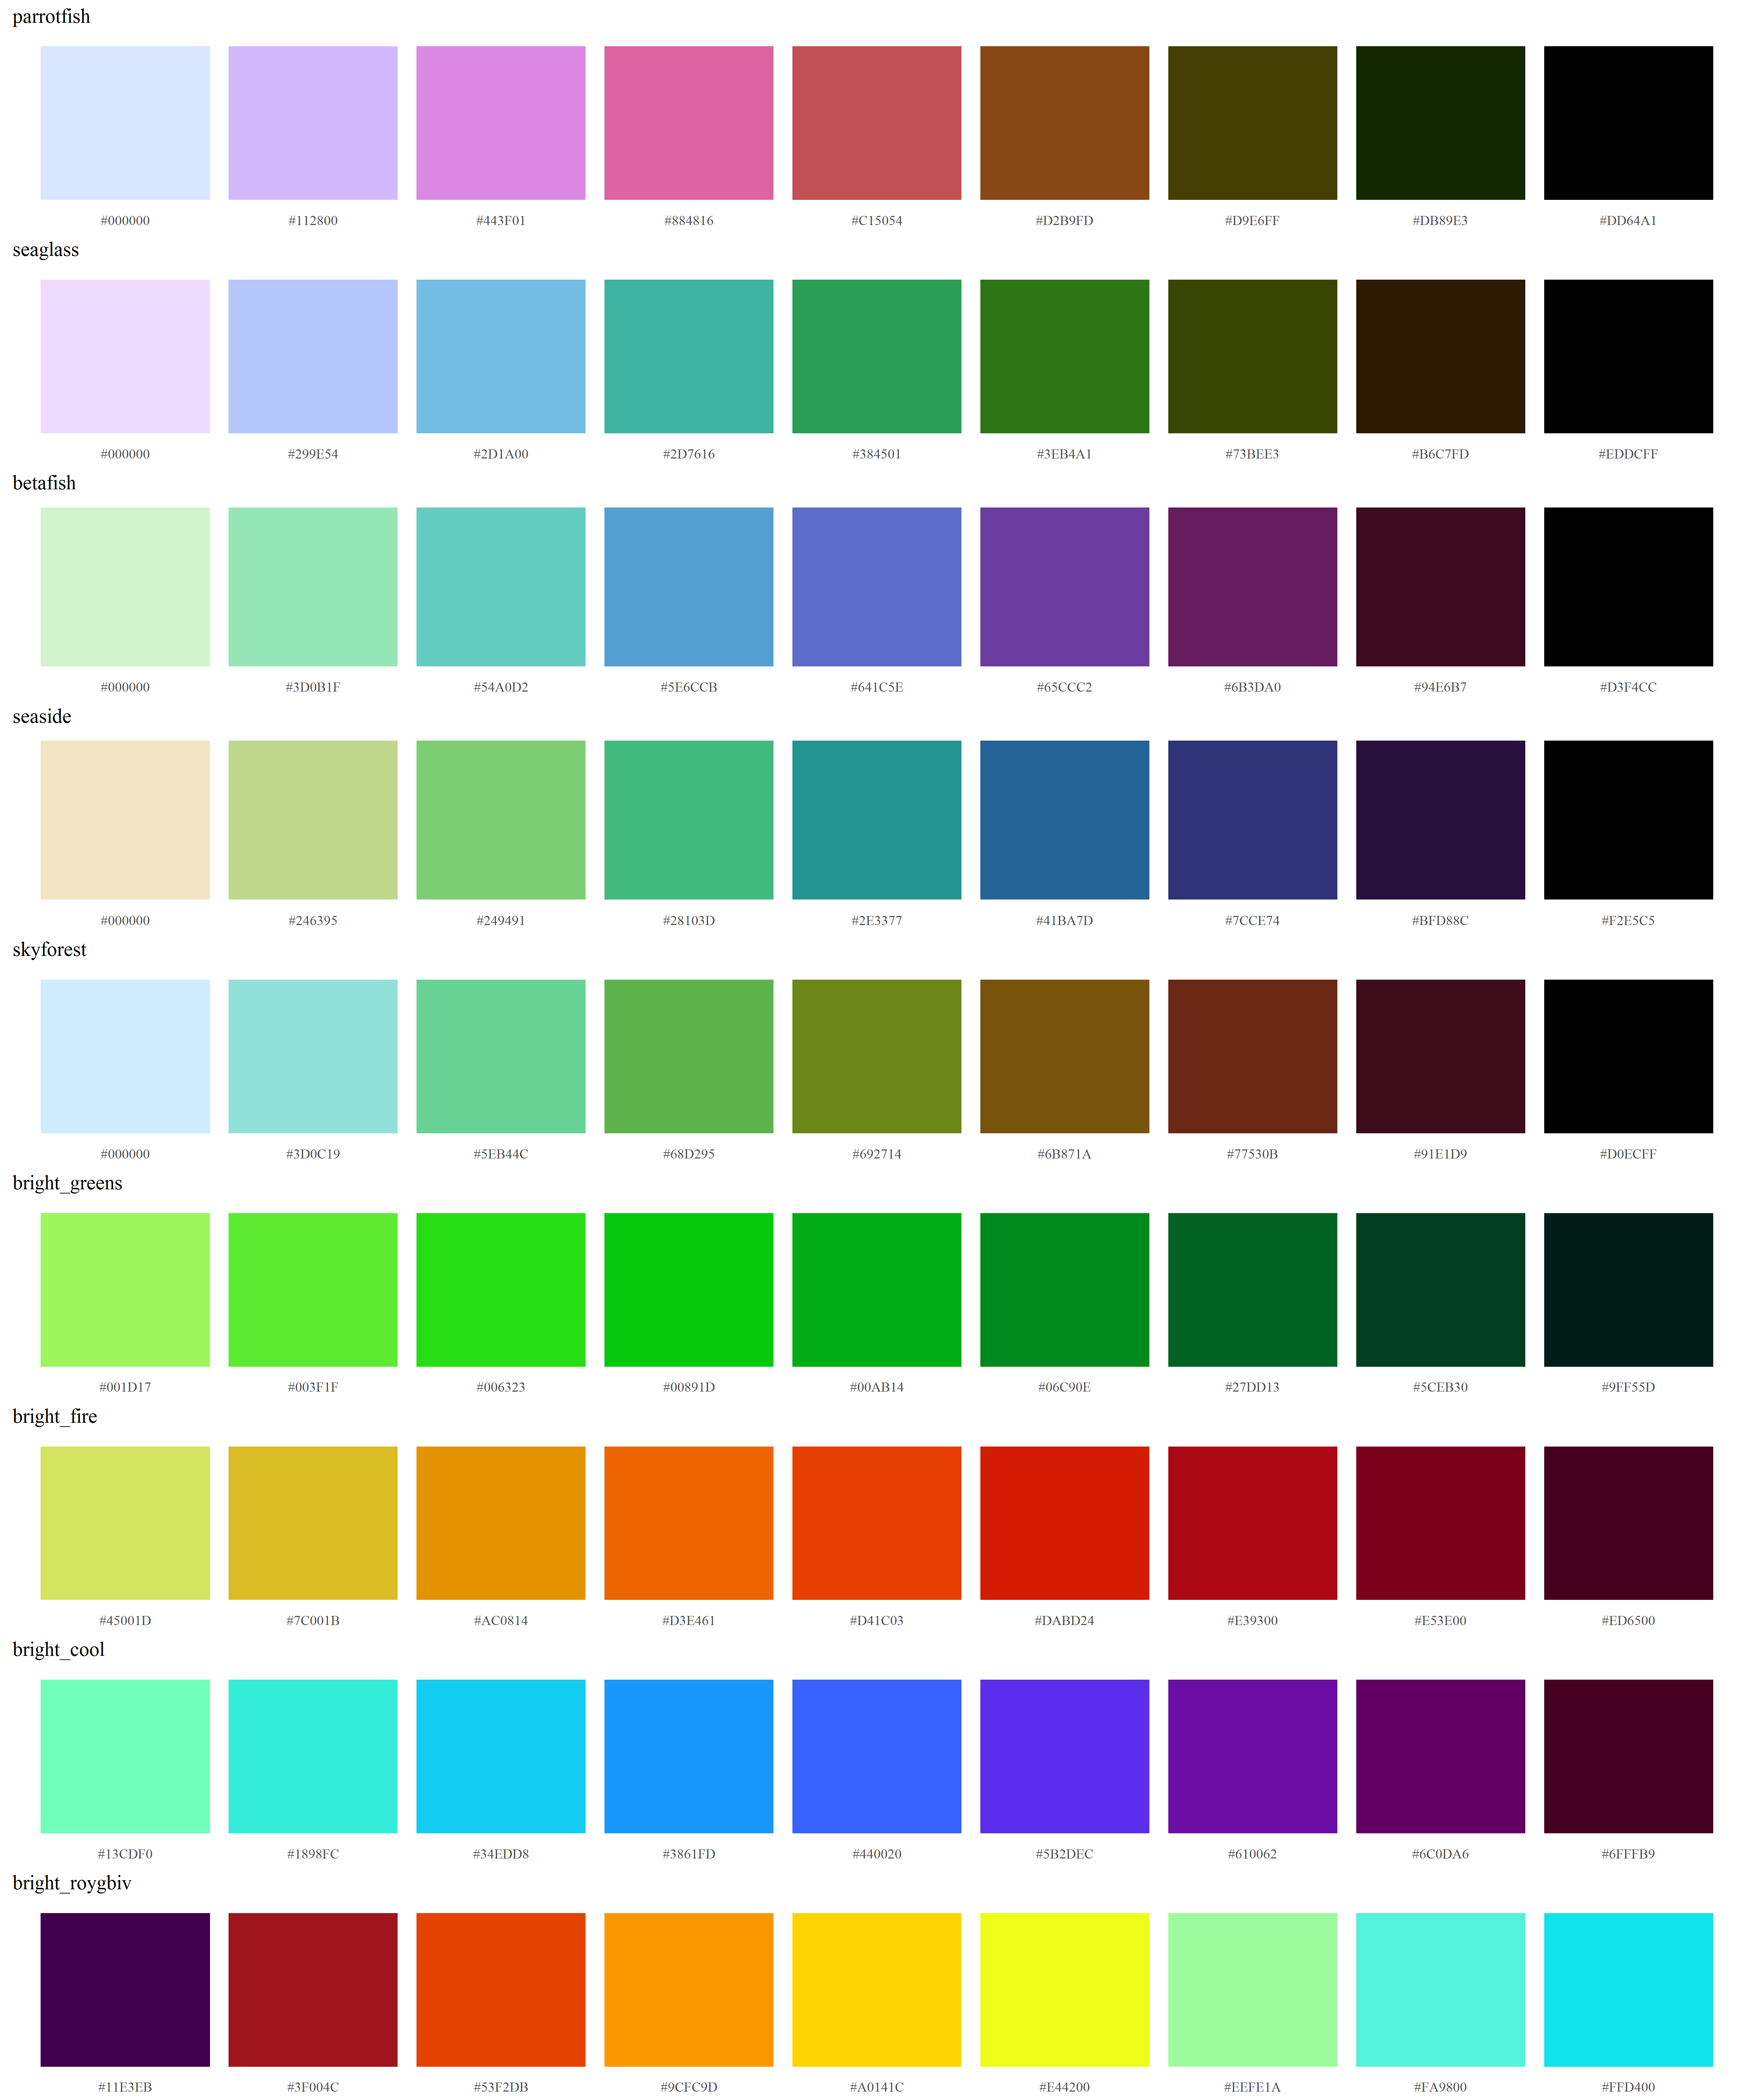 parrotfish
#000000 #112800 #443F01 #884816 #C15054 #D2B9FD #D9E6FF #DB89E3 #DD64A1
seaglass
#000000 #299E54 #2D1A00 #2D7616 #384501 #3EB4A1 #73BEE3 #B6C7FD #EDDCFF
betafish
#000000 #3D0B1F #54A0D2 #5E6CCB #641C5E #65CCC2 #6B3DA0 #94E6B7 #D3F4CC
seaside
#000000 #246395 #249491 #28103D #2E3377 #41BA7D #7CCE74 #BFD88C #F2E5C5
skyforest
#000000 #3D0C19 #5EB44C #68D295 #692714 #6B871A #77530B #91E1D9 #D0ECFF
bright_greens
#001D17 #003F1F #006323 #00891D #00AB14 #06C90E #27DD13 #5CEB30 #9FF55D
bright_fire
#45001D #7C001B #AC0814 #D3E461 #D41C03 #DABD24 #E39300 #E53E00 #ED6500
bright_cool
#13CDF0 #1898FC #34EDD8 #3861FD #440020 #5B2DEC #610062 #6C0DA6 #6FFFB9
bright_roygbiv
#11E3EB #3F004C #53F2DB #9CFC9D #A0141C #E44200 #EEFE1A #FA9800 #FFD400